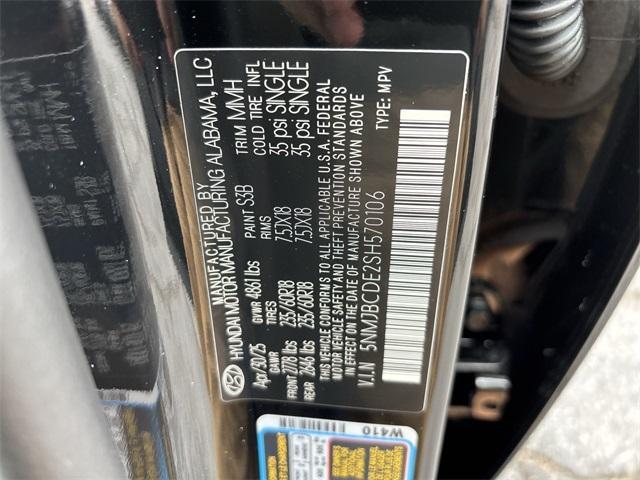 MANUFACTURED BY
HYUNDAI MOTOR MANUFACTURING ALABAMA, LLC
Apr/30/25 GVWR 4861 lbs PAINT S3B TRIM MMH
GAWR TIRES RIMS COLD TIRE INFL
FRONT 2778 lbs 235/60R18 7.5JX18 35 psi SINGLE
REAR 2646 lbs 235/60R18 7.5JX18 35 psi SINGLE
THIS VEHICLE CONFORMS TO ALL APPLICABLE U.S.A. FEDERAL
MOTOR VEHICLE SAFETY AND THEFT PREVENTION STANDARDS
IN EFFECT ON THE DATE OF MANUFACTURE SHOWN ABOVE
V.I.N 5NMJBCDE2SH570106 TYPE: MPV
W410